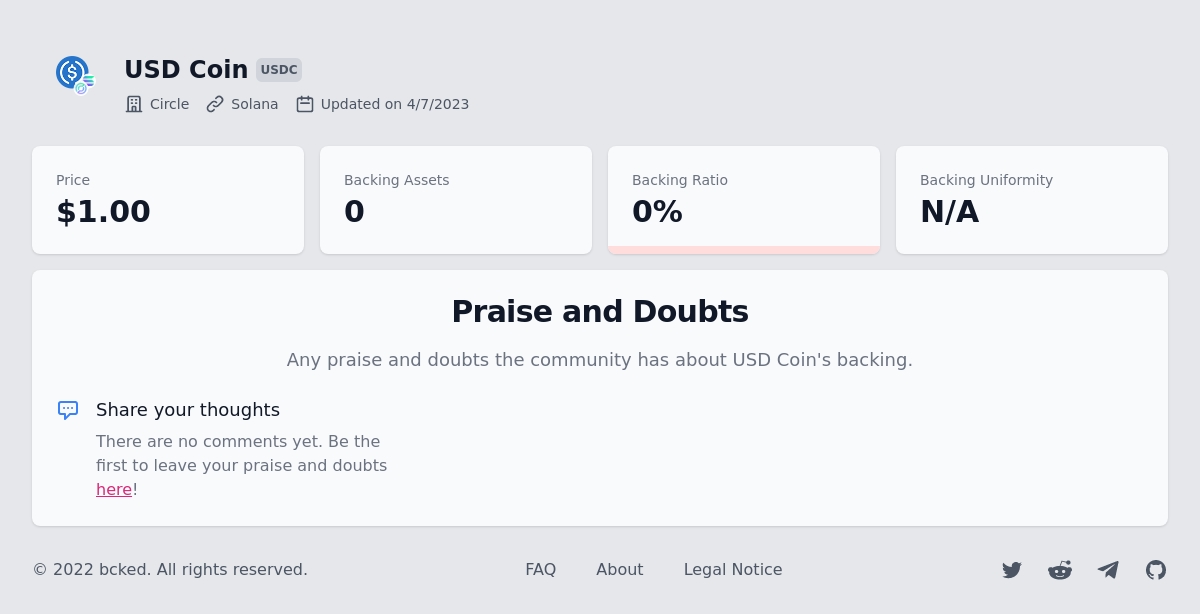 USD Coin USDC
Circle Solana Updated on 4/7/2023
Price
$1.00
Backing Assets
0
Backing Ratio
0%
Backing Uniformity
N/A
Praise and Doubts
Any praise and doubts the community has about USD Coin's backing.
Share your thoughts
There are no comments yet. Be the
first to leave your praise and doubts
here!
© 2022 bcked. All rights reserved. FAQ About Legal Notice